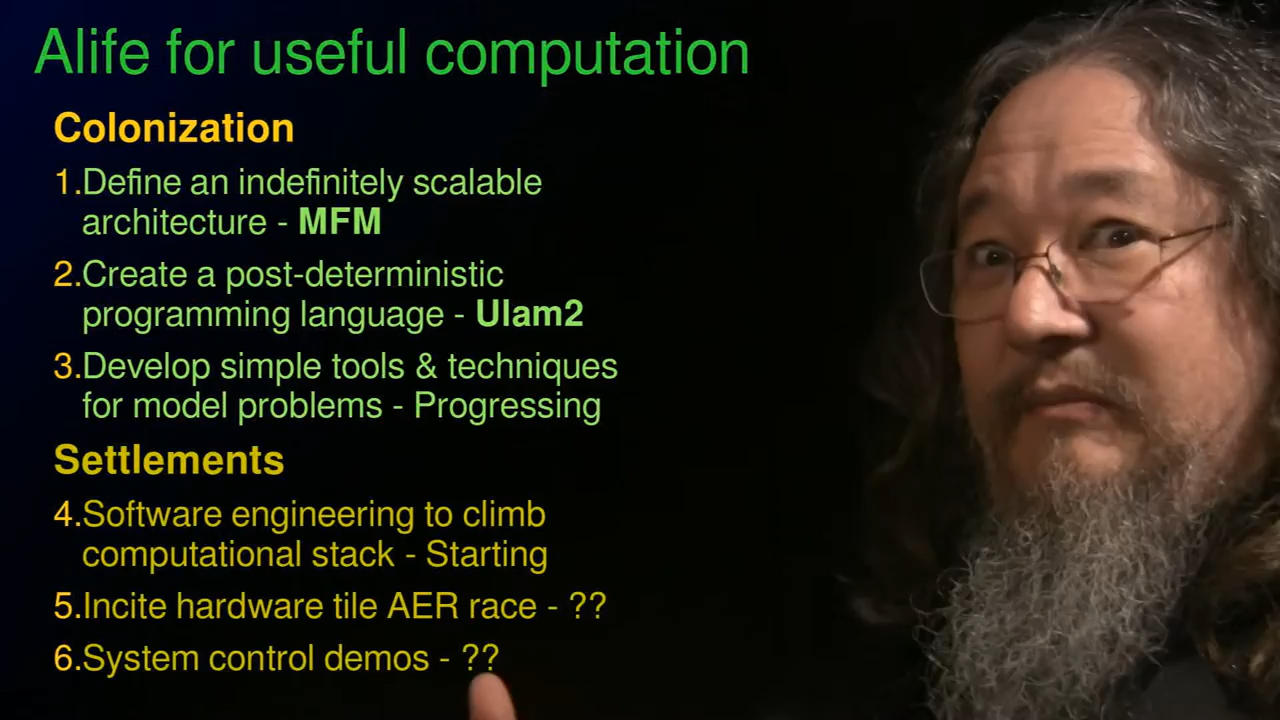 Alife for useful computation
Colonization
1.Define an indefinitely scalable
architecture - MFM
2.Create a post-deterministic
programming language - Ulam2
3.Develop simple tools & techniques
for model problems - Progressing
Settlements
4.Software engineering to climb
computational stack - Starting
5.Incite hardware tile AER race - ??
6.System control demos - ??